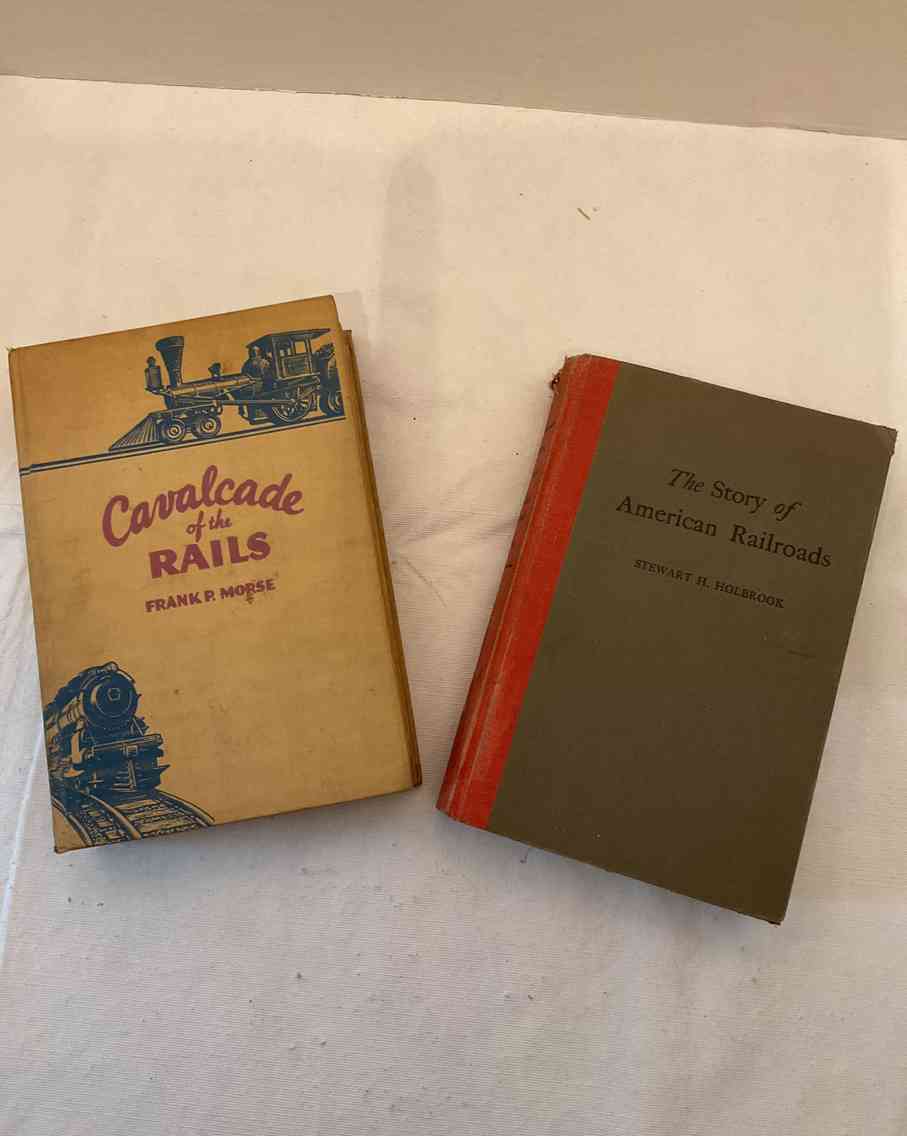 Cavalcade
of the
RAILS
FRANK P. MORSE
The Story of
American Railroads
STEWART H. HOLBROOK